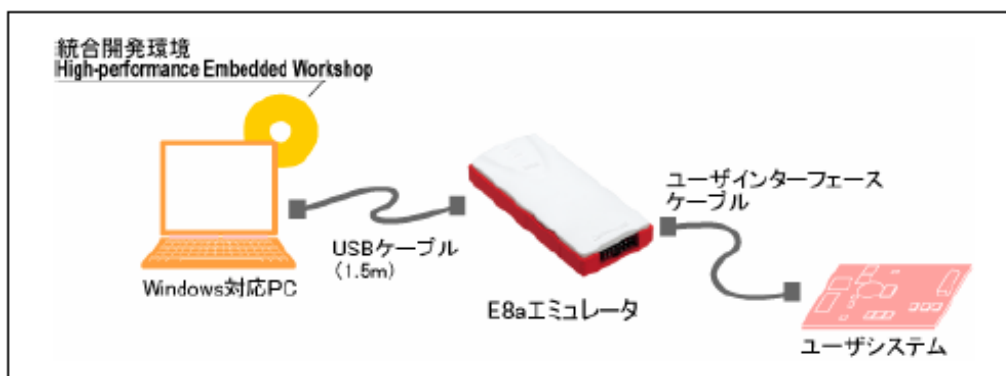 統合開発環境
High-performance Embedded Workshop
ユーザインターフェース
ケーブル
USBケーブル
(1.5m)
Windows対応PC
E8aエミュレータ
ユーザシステム